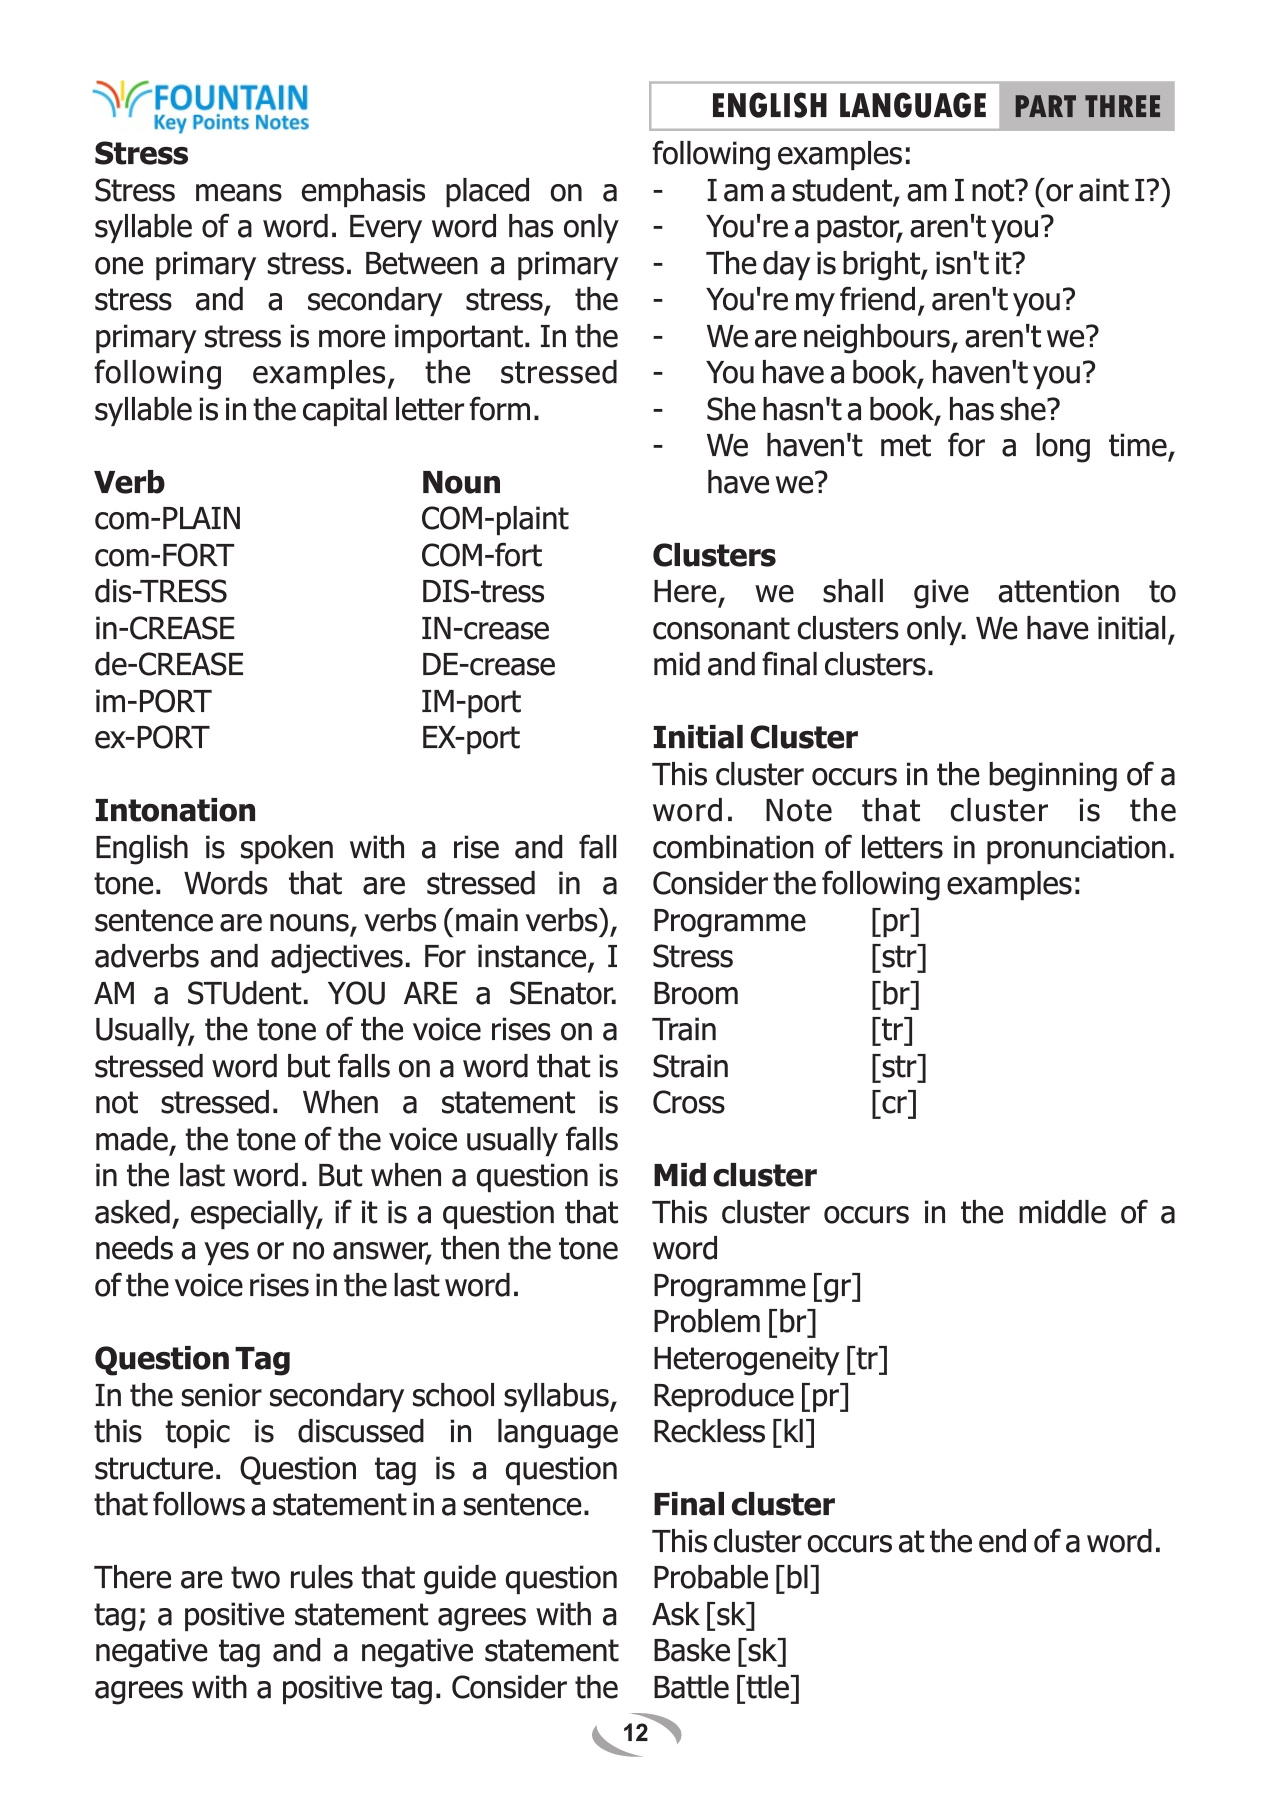 FOUNTAIN
Key Points Notes
ENGLISH LANGUAGE PART THREE
Stress
Stress means emphasis placed on a
syllable of a word. Every word has only
one primary stress. Between a primary
stress and a secondary stress, the
primary stress is more important. In the
following examples, the stressed
syllable is in the capital letter form.
Verb Noun
com-PLAIN COM-plaint
com-FORT COM-fort
dis-TRESS DIS-tress
in-CREASE IN-crease
de-CREASE DE-crease
im-PORT IM-port
ex-PORT EX-port
Intonation
English is spoken with a rise and fall
tone. Words that are stressed in a
sentence are nouns, verbs (main verbs),
adverbs and adjectives. For instance, I
AM a STUdent. YOU ARE a SEnator.
Usually, the tone of the voice rises on a
stressed word but falls on a word that is
not stressed. When a statement is
made, the tone of the voice usually falls
in the last word. But when a question is
asked, especially, if it is a question that
needs a yes or no answer, then the tone
of the voice rises in the last word.
Question Tag
In the senior secondary school syllabus,
this topic is discussed in language
structure. Question tag is a question
that follows a statement in a sentence.
There are two rules that guide question
tag; a positive statement agrees with a
negative tag and a negative statement
agrees with a positive tag. Consider the
following examples:
- I am a student, am I not? (or aint I?)
- You're a pastor, aren't you?
- The day is bright, isn't it?
- You're my friend, aren't you?
- We are neighbours, aren't we?
- You have a book, haven't you?
- She hasn't a book, has she?
- We haven't met for a long time,
have we?
Clusters
Here, we shall give attention to
consonant clusters only. We have initial,
mid and final clusters.
Initial Cluster
This cluster occurs in the beginning of a
word. Note that cluster is the
combination of letters in pronunciation.
Consider the following examples:
Programme [pr]
Stress [str]
Broom [br]
Train [tr]
Strain [str]
Cross [cr]
Mid cluster
This cluster occurs in the middle of a
word
Programme [gr]
Problem [br]
Heterogeneity [tr]
Reproduce [pr]
Reckless [kl]
Final cluster
This cluster occurs at the end of a word.
Probable [bl]
Ask [sk]
Baske [sk]
Battle [ttle]
12